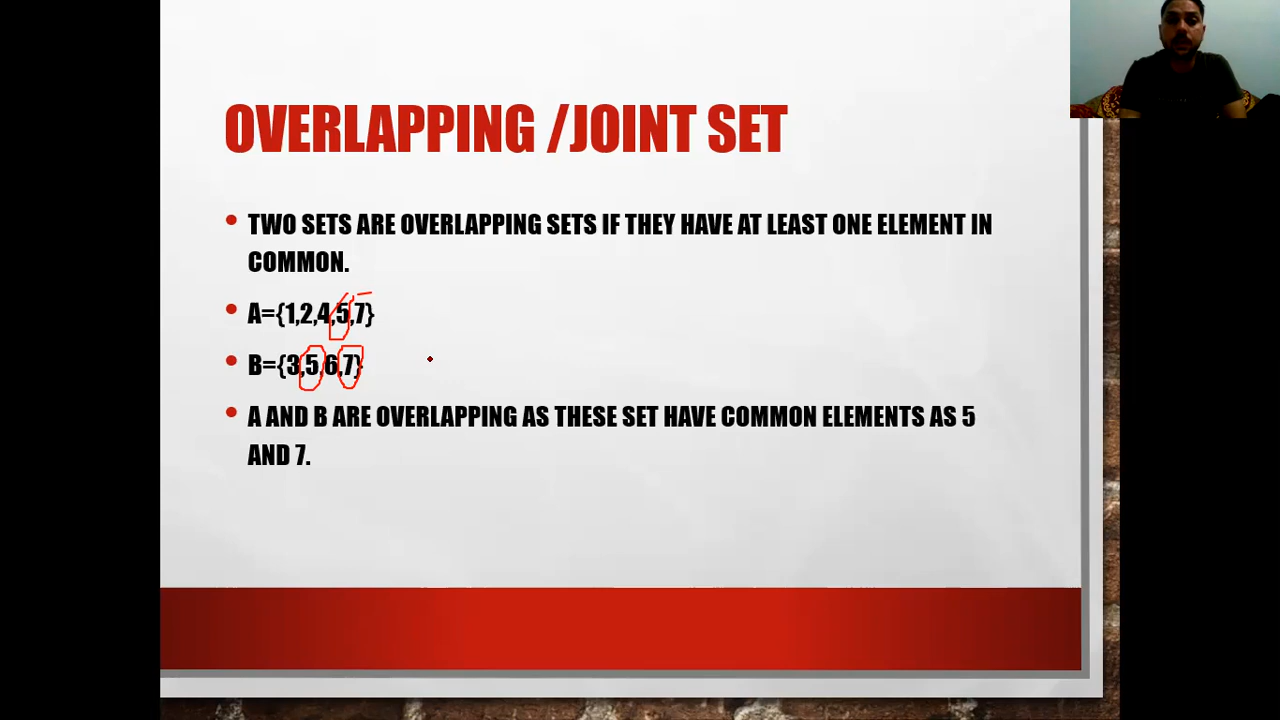 OVERLAPPING /JOINT SET
• TWO SETS ARE OVERLAPPING SETS IF THEY HAVE AT LEAST ONE ELEMENT IN
COMMON.
• A={1,2,4,5,7}
• B={3,5,6,7}
• A AND B ARE OVERLAPPING AS THESE SET HAVE COMMON ELEMENTS AS 5
AND 7.